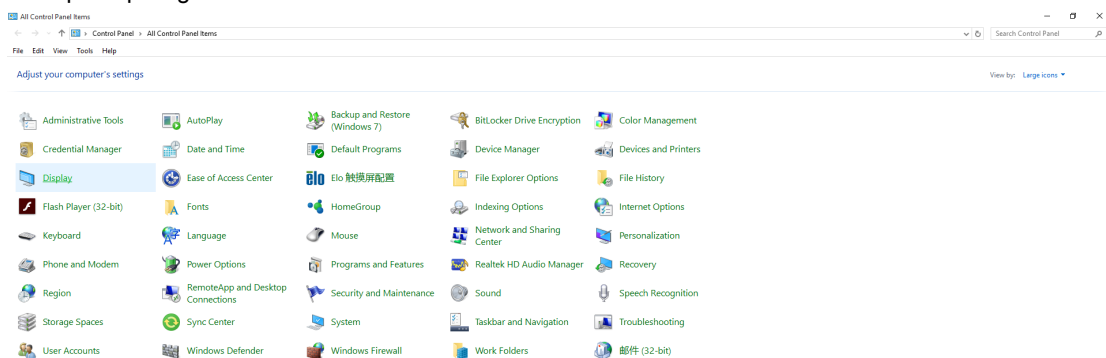 All Control Panel Items
Control Panel > All Control Panel Items
Search Control Panel
File Edit View Tools Help
Adjust your computer's settings
View by: Large icons
Administrative Tools
AutoPlay
Backup and Restore
(Windows 7)
BitLocker Drive Encryption
Color Management
Credential Manager
Date and Time
Default Programs
Device Manager
Devices and Printers
Display
Ease of Access Center
elo
Elo 触摸屏配置
File Explorer Options
File History
Flash Player (32-bit)
Fonts
HomeGroup
Indexing Options
Internet Options
Keyboard
Language
Mouse
Network and Sharing
Center
Personalization
Phone and Modem
Power Options
Programs and Features
Realtek HD Audio Manager
Recovery
Region
RemoteApp and Desktop
Connections
Security and Maintenance
Sound
Speech Recognition
Storage Spaces
Sync Center
System
Taskbar and Navigation
Troubleshooting
User Accounts
Windows Defender
Windows Firewall
Work Folders
邮件 (32-bit)